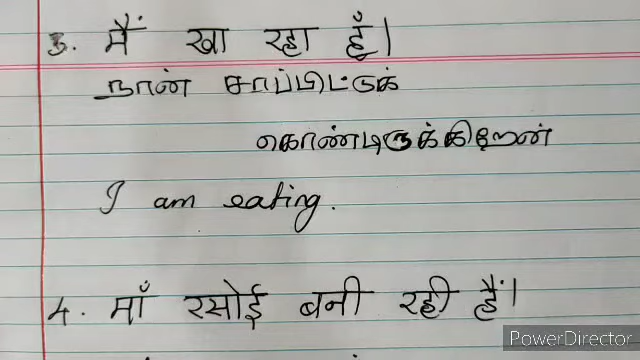 3. मैं खा रहा हूँ।
நான் சாப்பிட்டுக்
கொண்டிருக்கிறேன்
I am eating.
4. माँ रसोई बनी रही हैं।
PowerDirector